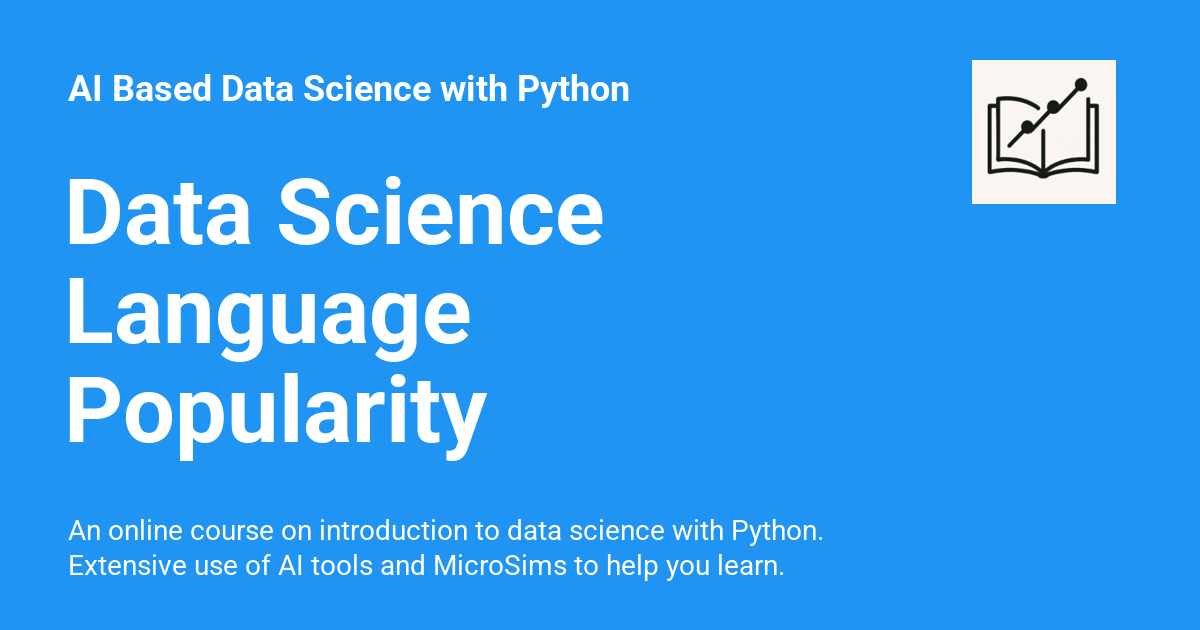 AI Based Data Science with Python
Data Science
Language
Popularity
An online course on introduction to data science with Python.
Extensive use of AI tools and MicroSims to help you learn.